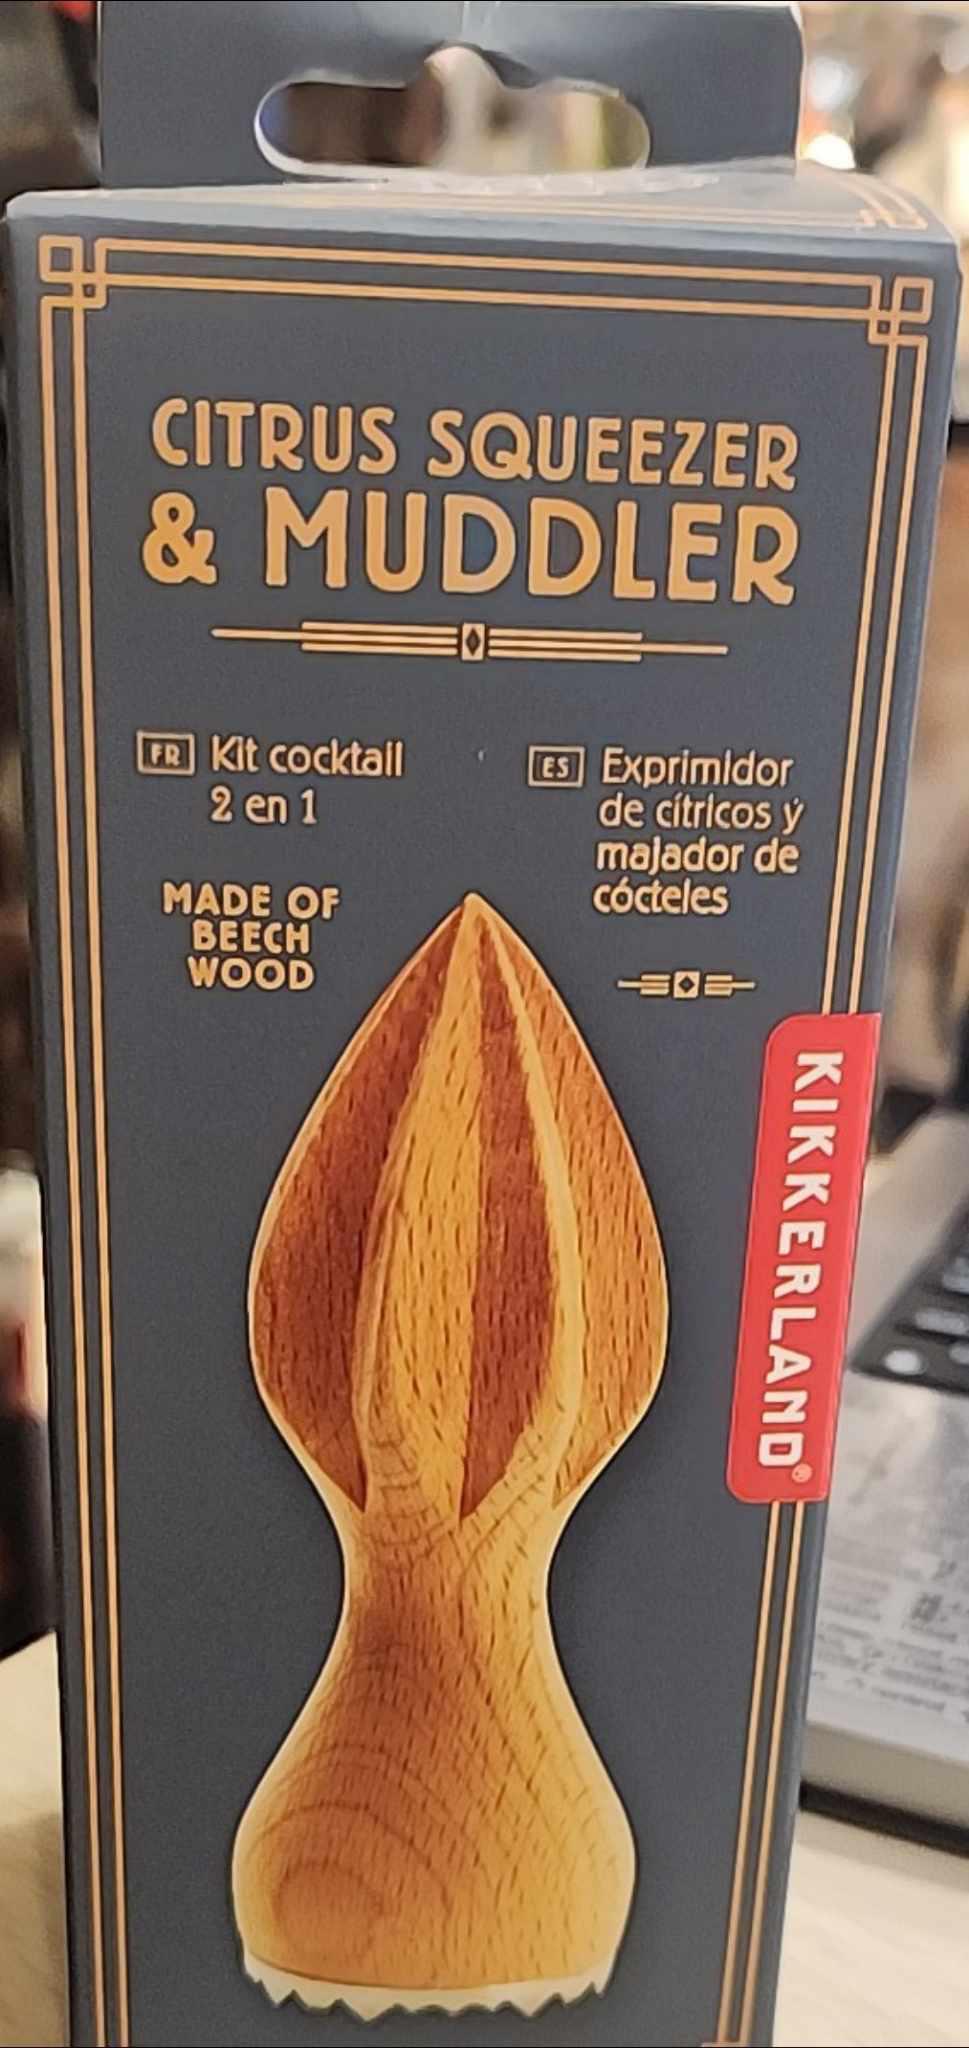 CITRUS SQUEEZER
& MUDDLER
FR Kit cocktail
2 en 1
ES Exprimidor
de cítricos y
majador de
cócteles
MADE OF
BEECH
WOOD
KIKKERLAND®